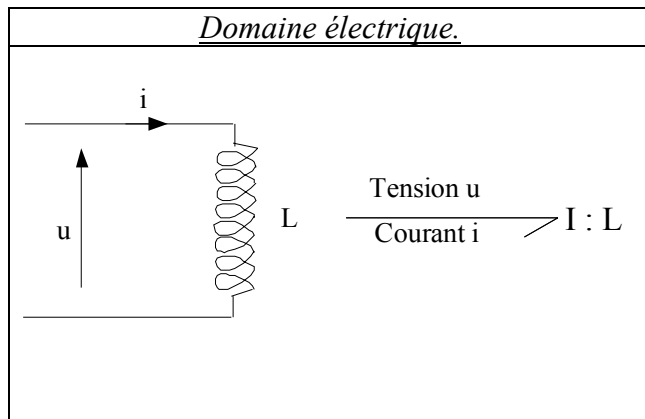 Domaine électrique.
i
u
L
Tension u
Courant i
I : L